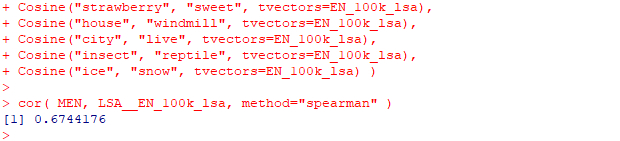 + Cosine("strawberry", "sweet", tvectors=EN_100k_lsa),
+ Cosine("house", "windmill", tvectors=EN_100k_lsa),
+ Cosine("city", "live", tvectors=EN_100k_lsa),
+ Cosine("insect", "reptile", tvectors=EN_100k_lsa),
+ Cosine("ice", "snow", tvectors=EN_100k_lsa) )
>
> cor( MEN, LSA__EN_100k_lsa, method="spearman" )
[1] 0.6744176
>